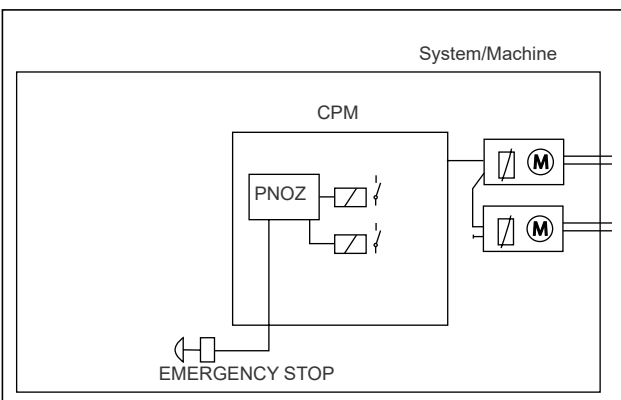 System/Machine
CPM
PNOZ
M
M
EMERGENCY STOP